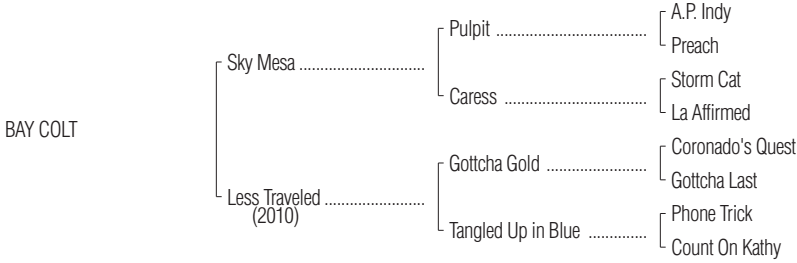 A.P. Indy
Pulpit ..................................
Preach
Sky Mesa ............................
Storm Cat
Caress ................................
La Affirmed
BAY COLT
Coronado's Quest
Gottcha Gold .......................
Gottcha Last
Less Traveled .......................
(2010)
Phone Trick
Tangled Up in Blue .............
Count On Kathy